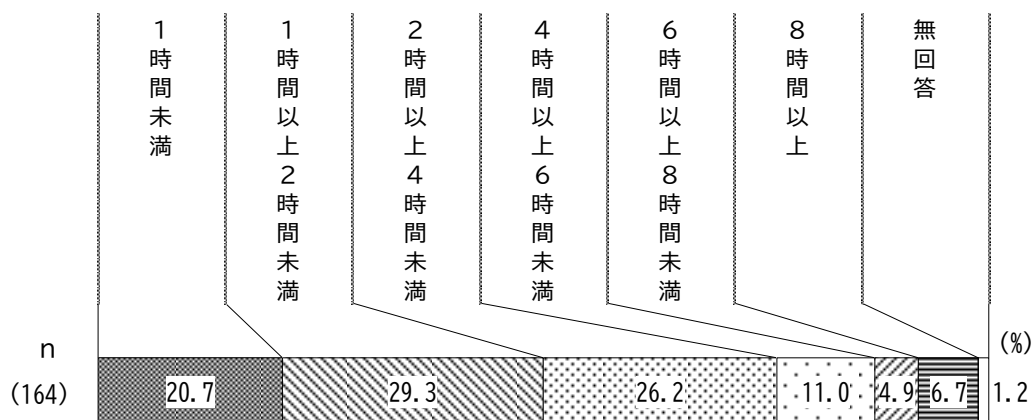 1時間未満
1時間以上2時間未満
2時間以上4時間未満
4時間以上6時間未満
6時間以上8時間未満
8時間以上
無回答
n
(%)
(164)
20.7
29.3
26.2
11.0
4.9
6.7
1.2